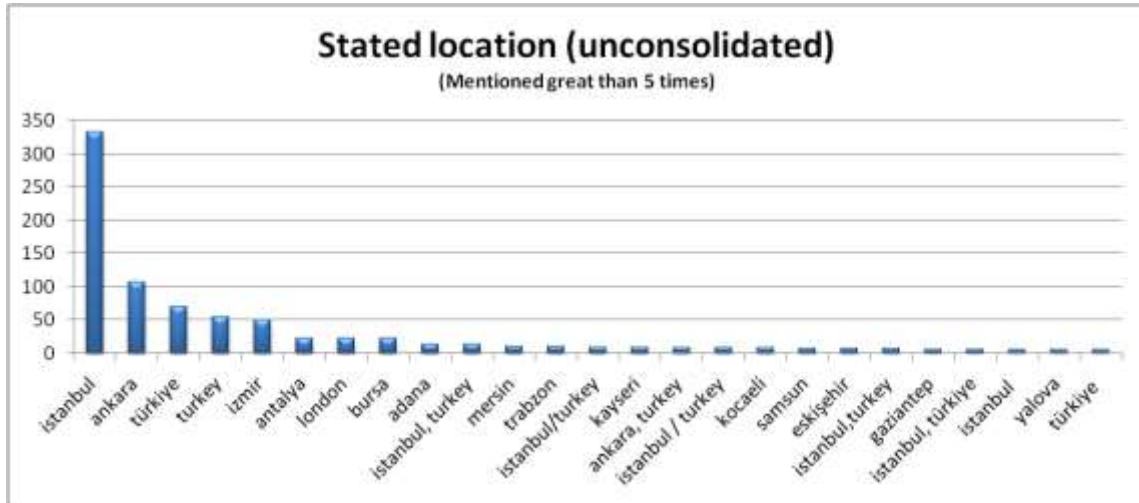 Stated location (unconsolidated)
(Mentioned great than 5 times)
350
300
250
200
150
100
50
0
istanbul
ankara
türkiye
turkey
izmir
antalya
london
bursa
adana
istanbul, turkey
mersin
trabzon
istanbul/turkey
kayseri
ankara, turkey
istanbul / turkey
kocaeli
samsun
eskişehir
istanbul,turkey
gaziantep
istanbul, türkiye
istanbul
yalova
türkiye